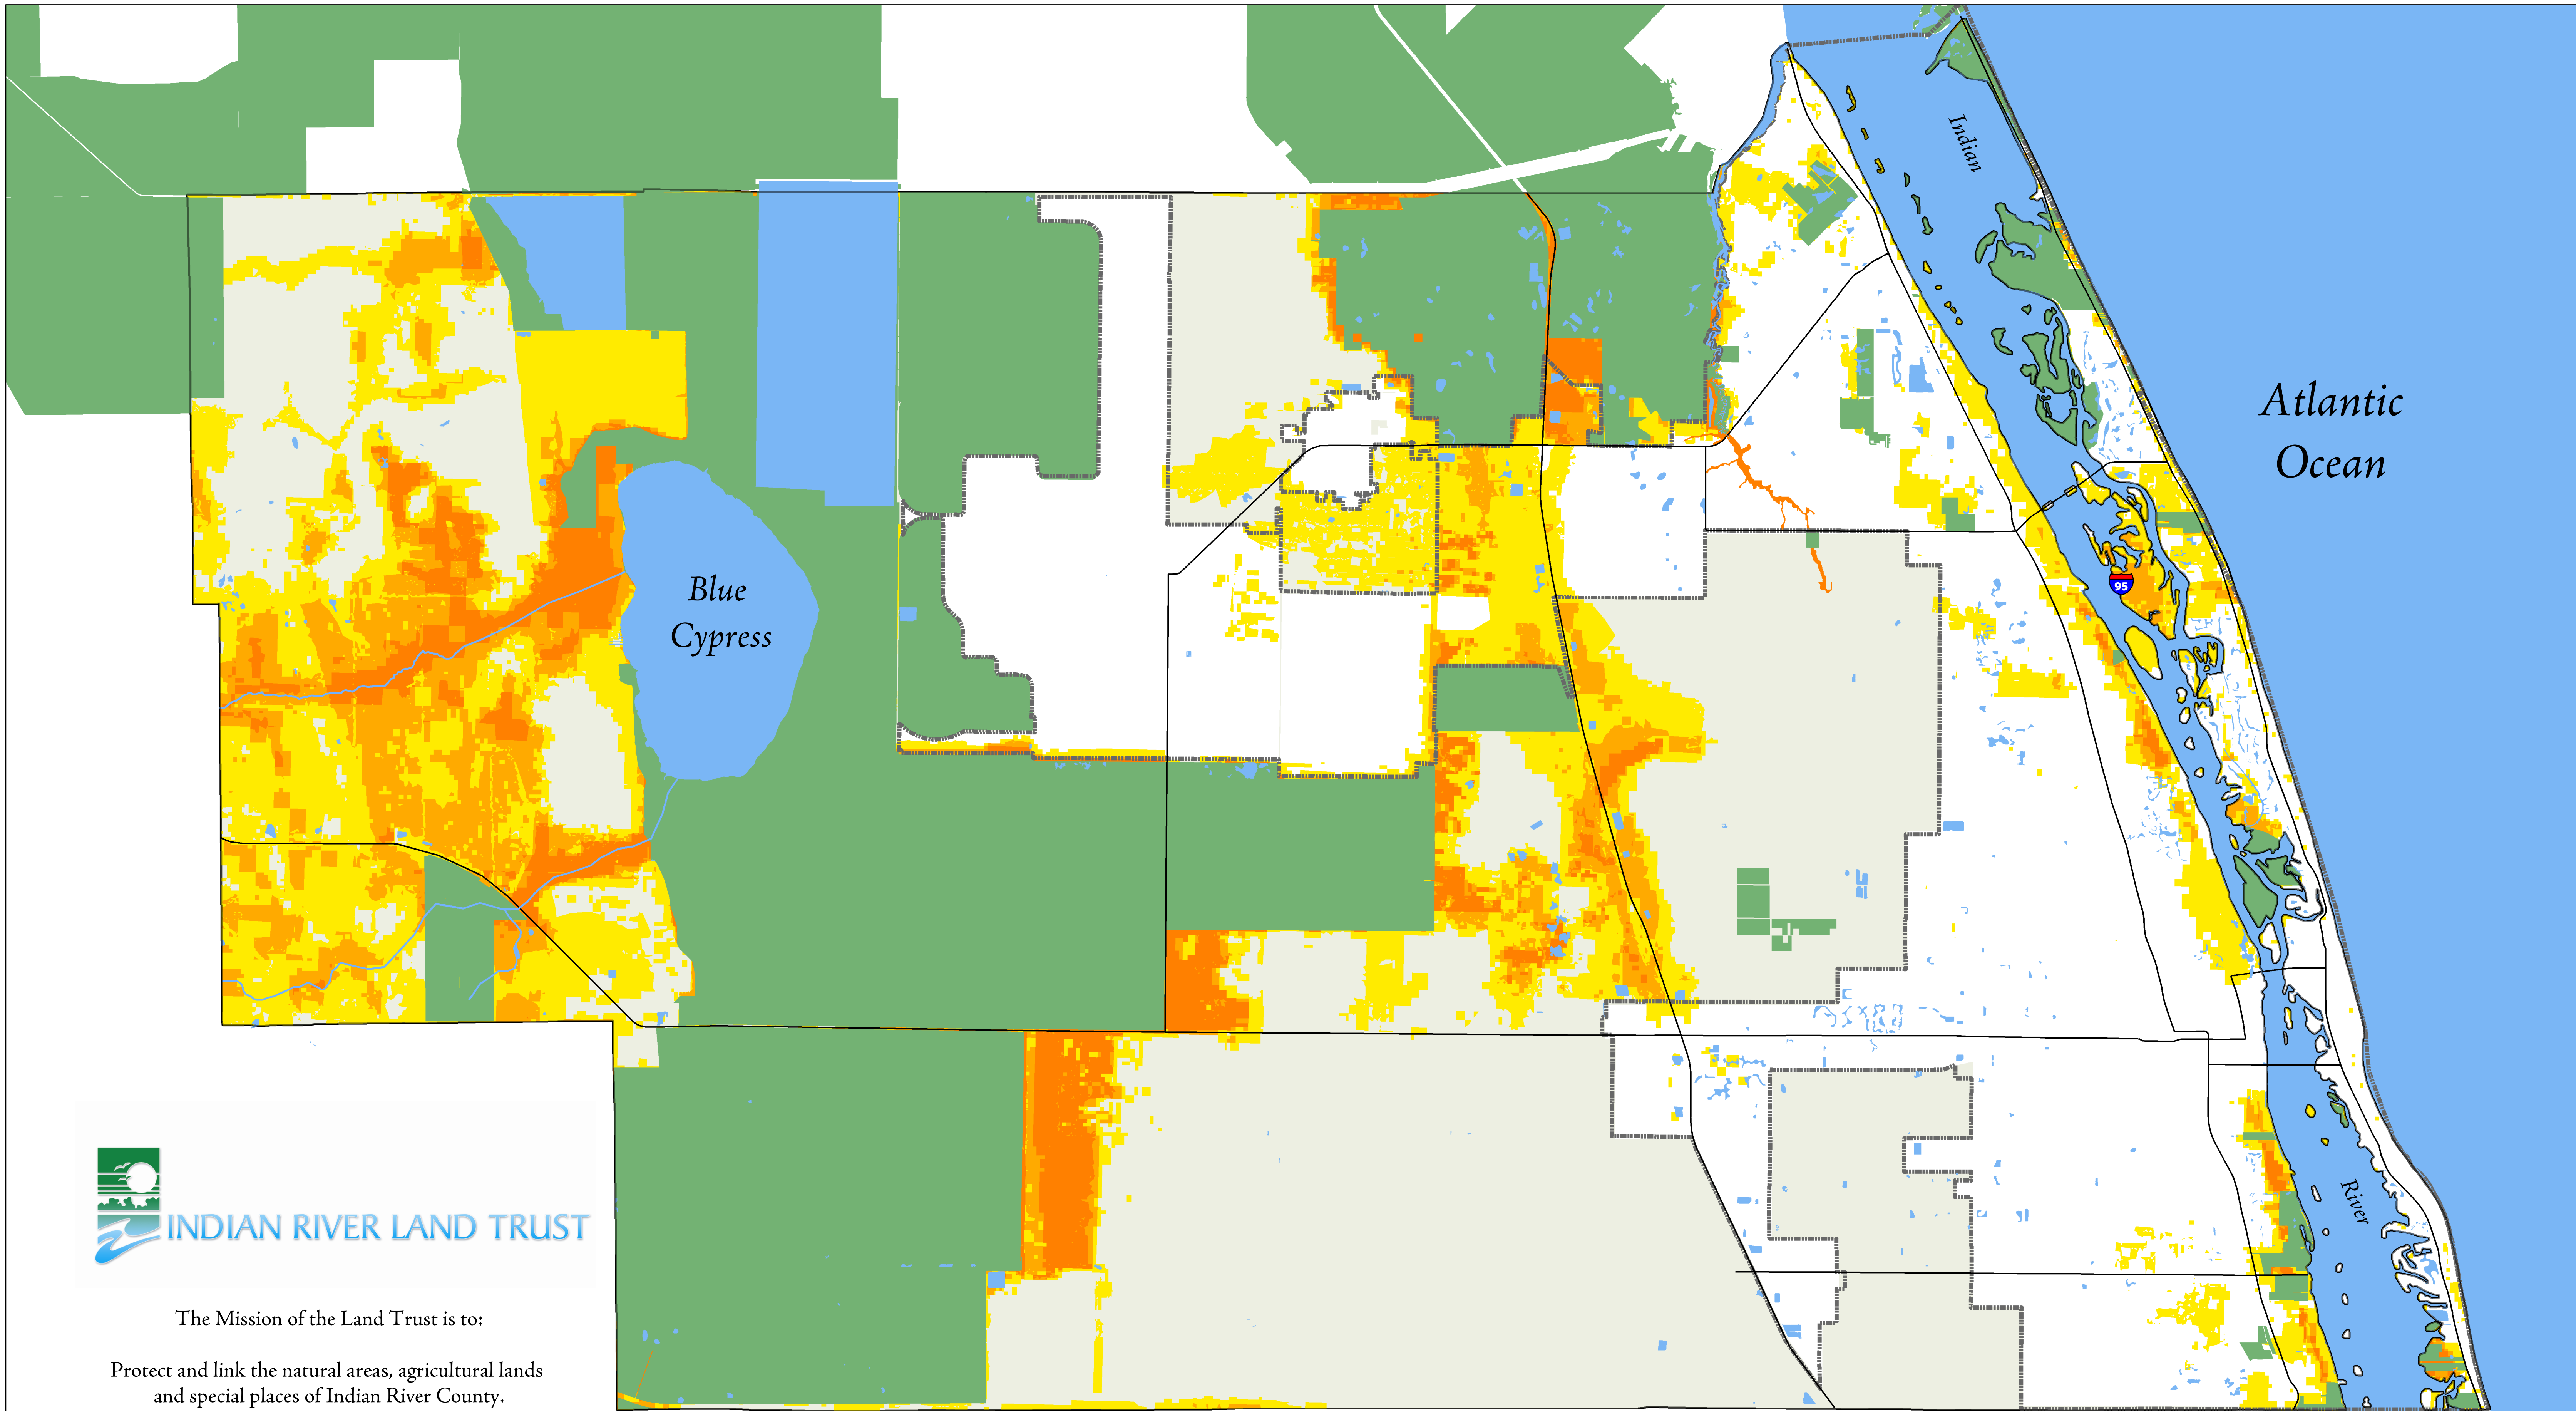 Indian
Atlantic
Ocean
Blue
Cypress
95
River
INDIAN RIVER LAND TRUST
The Mission of the Land Trust is to:
Protect and link the natural areas, agricultural lands
and special places of Indian River County.